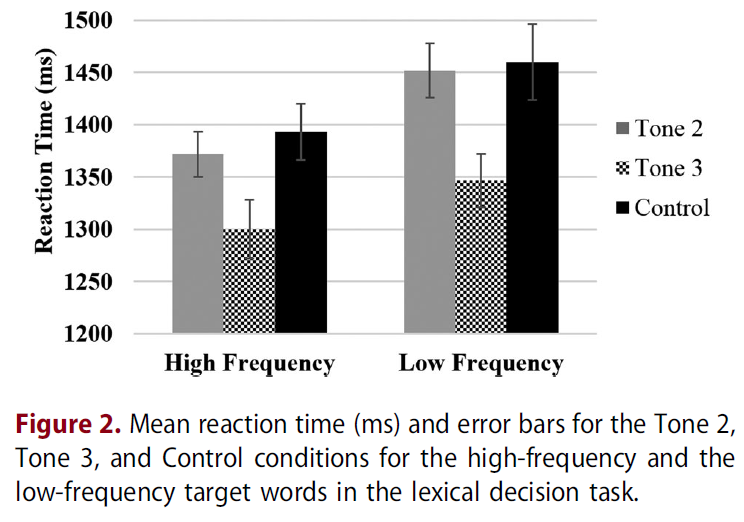 1500
1450
1400
1350
1300
1250
1200
Reaction Time (ms)
High Frequency
Low Frequency
Tone 2
Tone 3
Control
Figure 2. Mean reaction time (ms) and error bars for the Tone 2,
Tone 3, and Control conditions for the high-frequency and the
low-frequency target words in the lexical decision task.